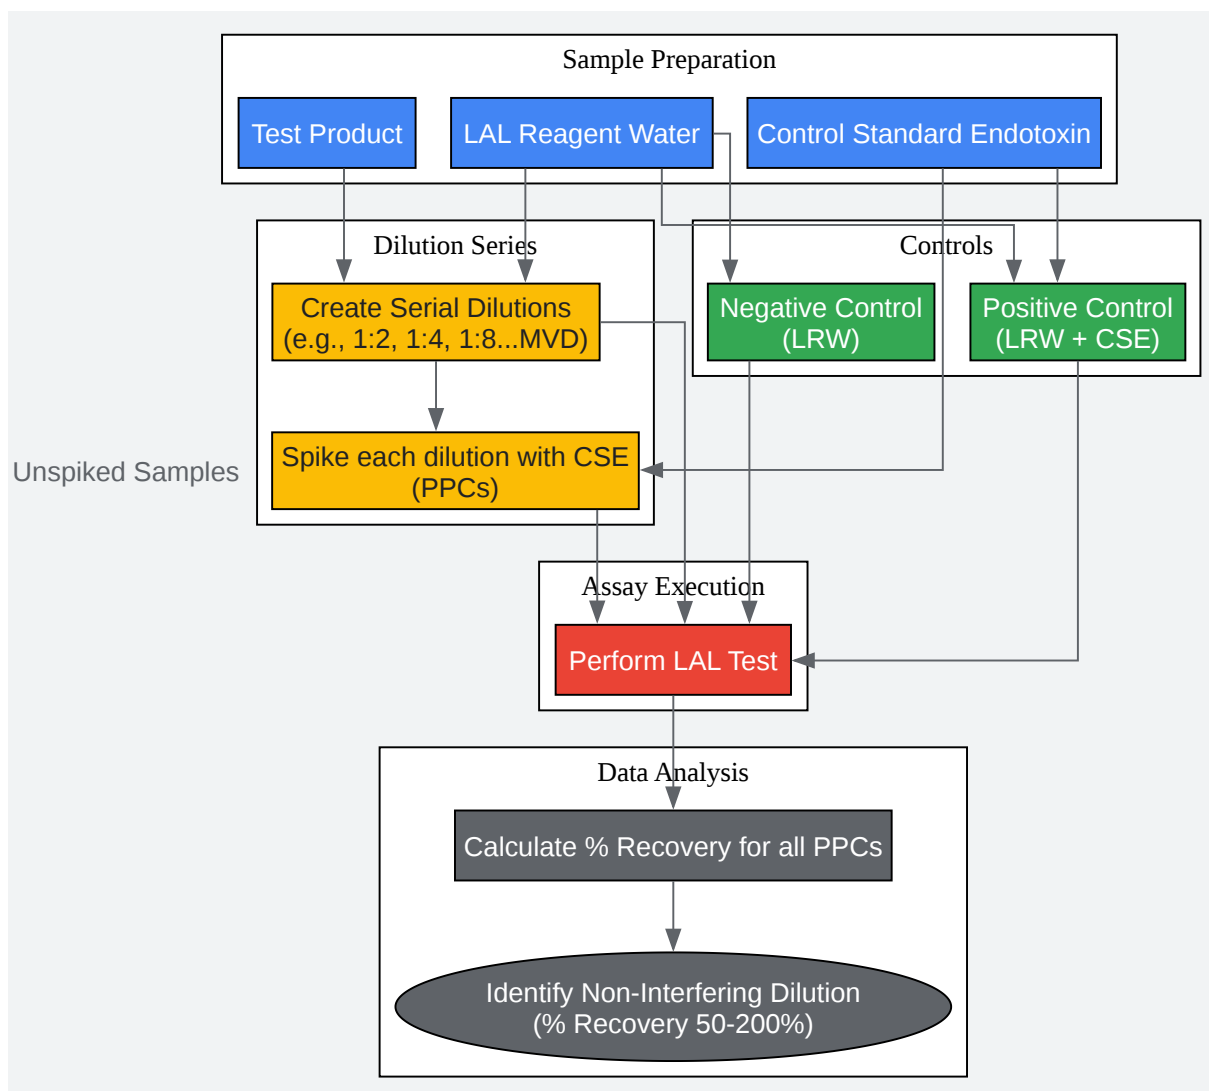 Sample Preparation
Test Product
LAL Reagent Water
Control Standard Endotoxin
Dilution Series
Controls
Create Serial Dilutions
(e.g., 1:2, 1:4, 1:8...MVD)
Negative Control
(LRW)
Positive Control
(LRW + CSE)
Unspiked Samples
Spike each dilution with CSE
(PPCs)
Assay Execution
Perform LAL Test
Data Analysis
Calculate % Recovery for all PPCs
Identify Non-Interfering Dilution
(% Recovery 50-200%)